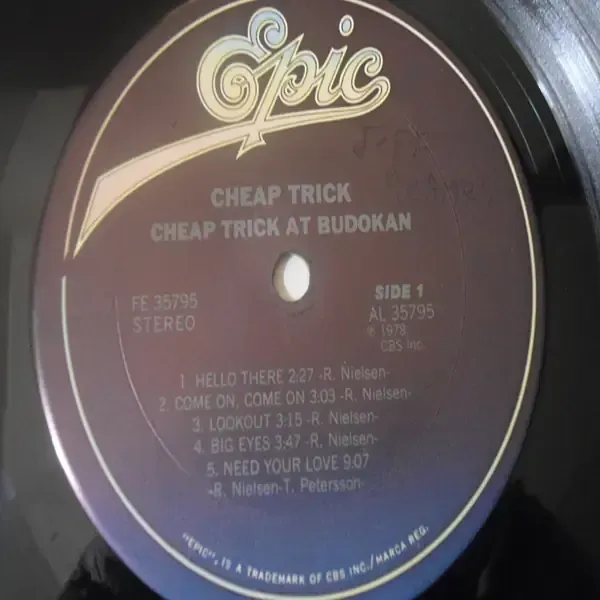 Epic
CHEAP TRICK
CHEAP TRICK AT BUDOKAN
FE 35795
STEREO
SIDE 1
AL 35795
℗ 1978
CBS Inc.
1. HELLO THERE 2:27 -R. Nielsen-
2. COME ON, COME ON 3:03 -R. Nielsen-
3. LOOKOUT 3:15 -R. Nielsen-
4. BIG EYES 3:47 -R. Nielsen-
5. NEED YOUR LOVE 9:07
-R. Nielsen-T. Petersson-
"EPIC", IS A TRADEMARK OF CBS INC./MARCA REG.